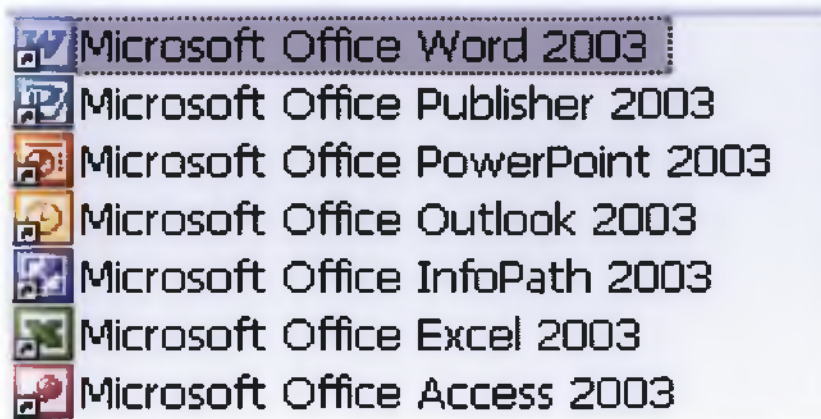 Microsoft Office Word 2003
Microsoft Office Publisher 2003
Microsoft Office PowerPoint 2003
Microsoft Office Outlook 2003
Microsoft Office InfoPath 2003
Microsoft Office Excel 2003
Microsoft Office Access 2003